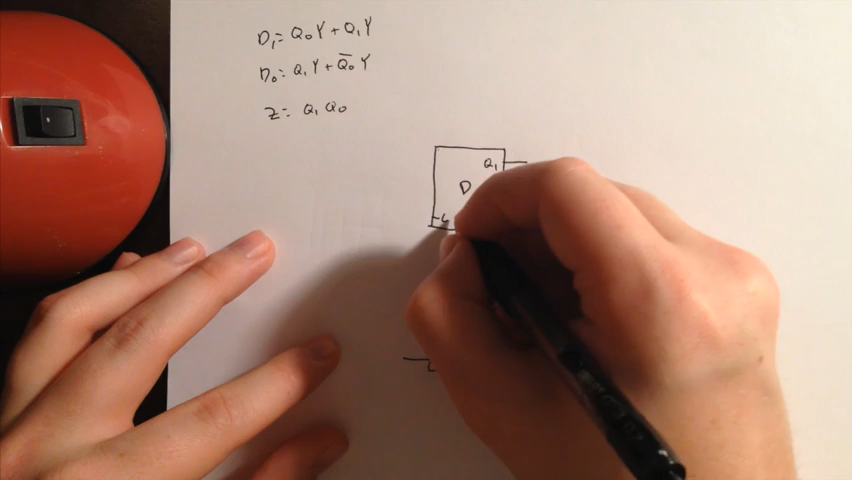 D₁ = Q₀Y + Q₁Y
D₀ = Q₁Y + Q̅₀Y
Z = Q₁Q₀
Q₁
D